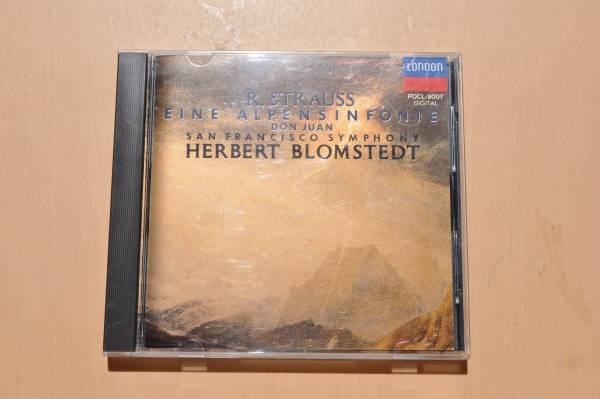 LONDON
POCL-9007
DIGITAL
R. STRAUSS
EINE ALPENSINFONIE
DON JUAN
SAN FRANCISCO SYMPHONY
HERBERT BLOMSTEDT